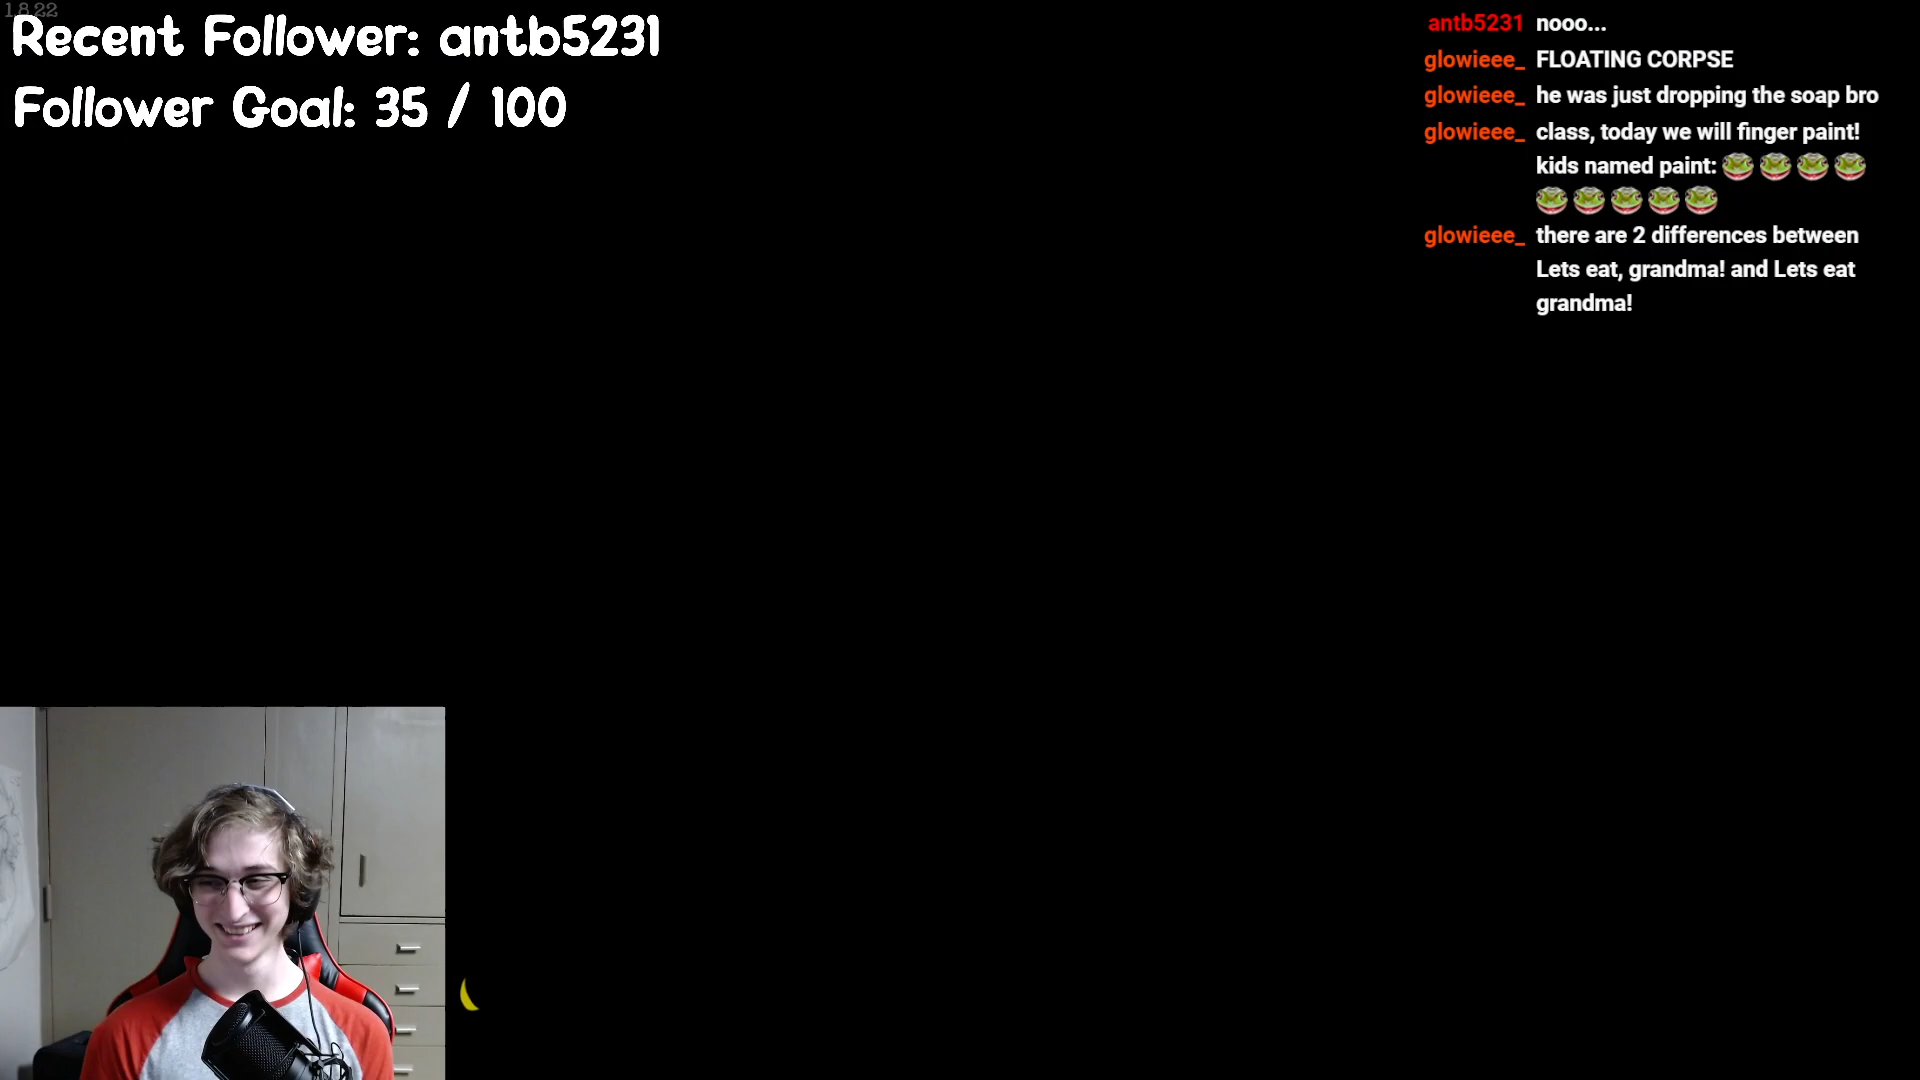 18.22
Recent Follower: antb5231
Follower Goal: 35 / 100
antb5231 nooo...
glowieee_ FLOATING CORPSE
glowieee_ he was just dropping the soap bro
glowieee_ class, today we will finger paint!
kids named paint:
glowieee_ there are 2 differences between
Lets eat, grandma! and Lets eat
grandma!